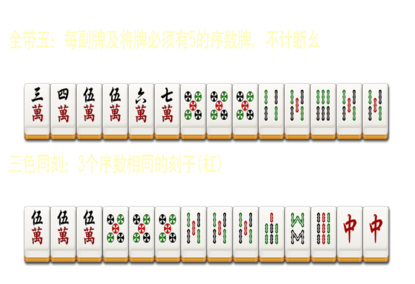 全带五：每副牌及将牌必须有5的序数牌。不计断幺
三 四 伍 伍 六 七
萬 萬 萬 萬 萬 萬
三色同刻：3个序数相同的刻子(杠)
伍 伍 伍 中 中
萬 萬 萬